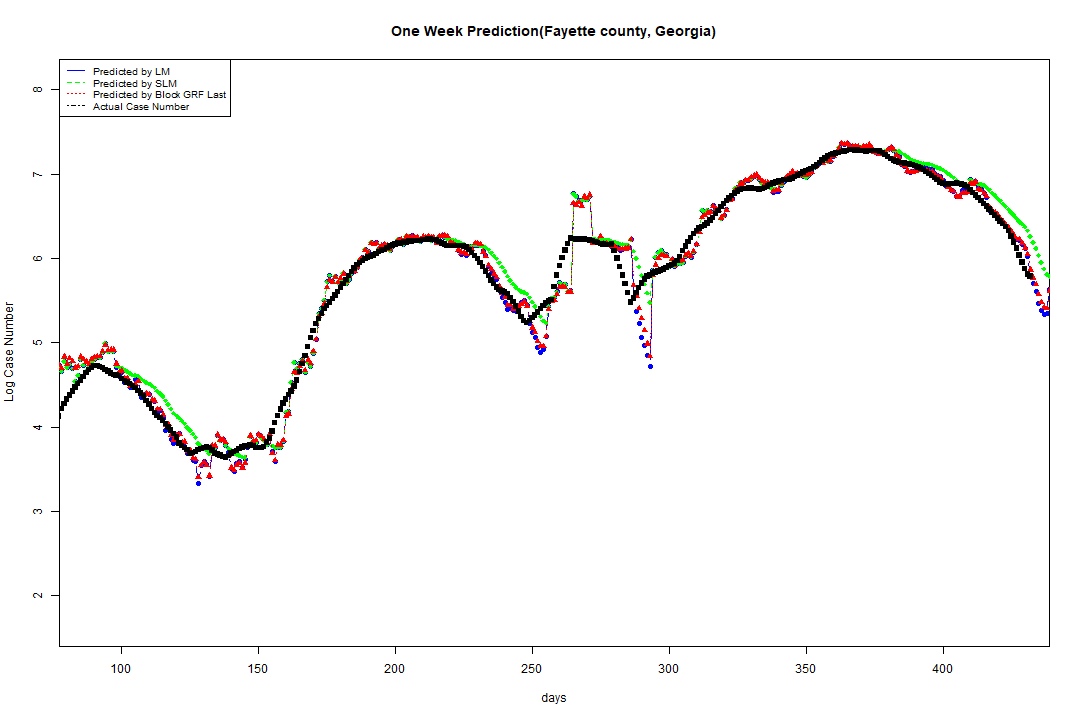 One Week Prediction(Fayette county, Georgia)
Predicted by LM
Predicted by SLM
Predicted by Block GRF Last
Actual Case Number
Log Case Number
8
7
6
5
4
3
2
100 150 200 250 300 350 400
days